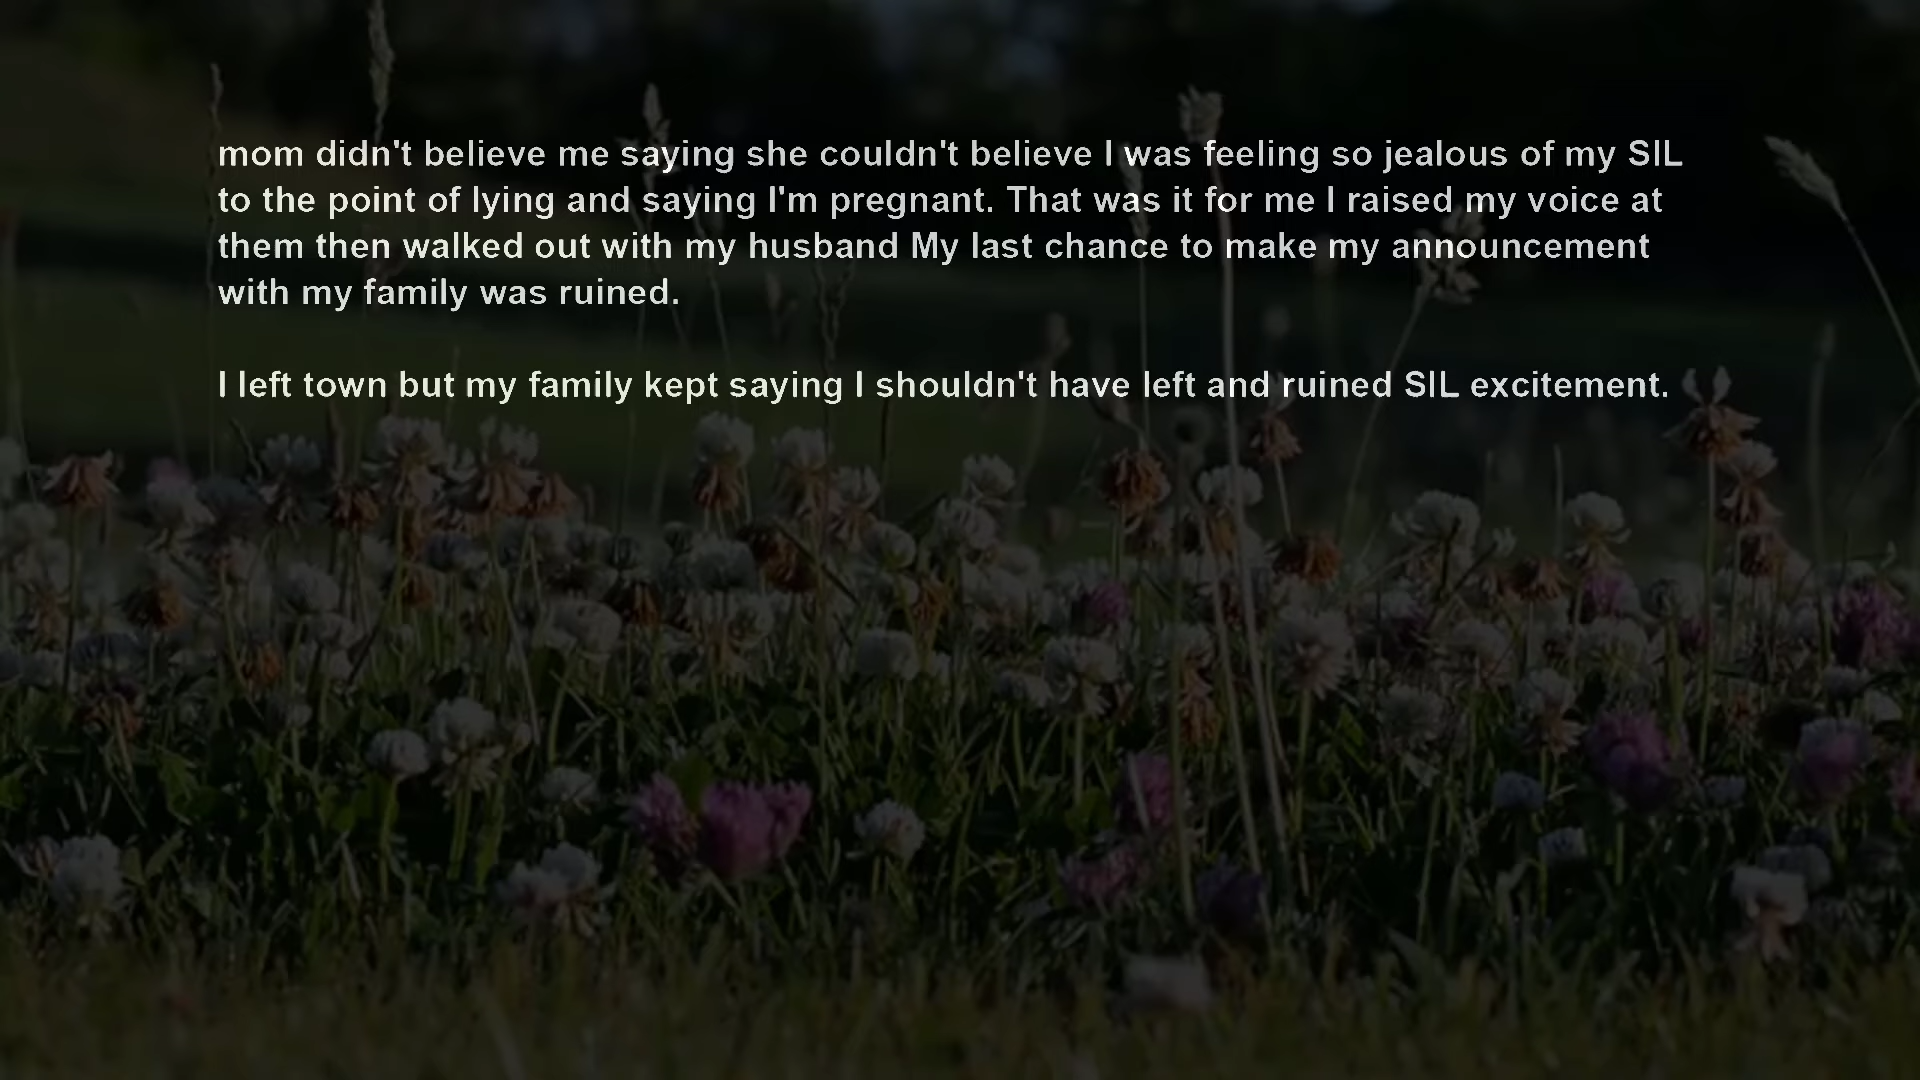 mom didn't believe me saying she couldn't believe I was feeling so jealous of my SIL
to the point of lying and saying I'm pregnant. That was it for me I raised my voice at
them then walked out with my husband My last chance to make my announcement
with my family was ruined.
I left town but my family kept saying I shouldn't have left and ruined SIL excitement.